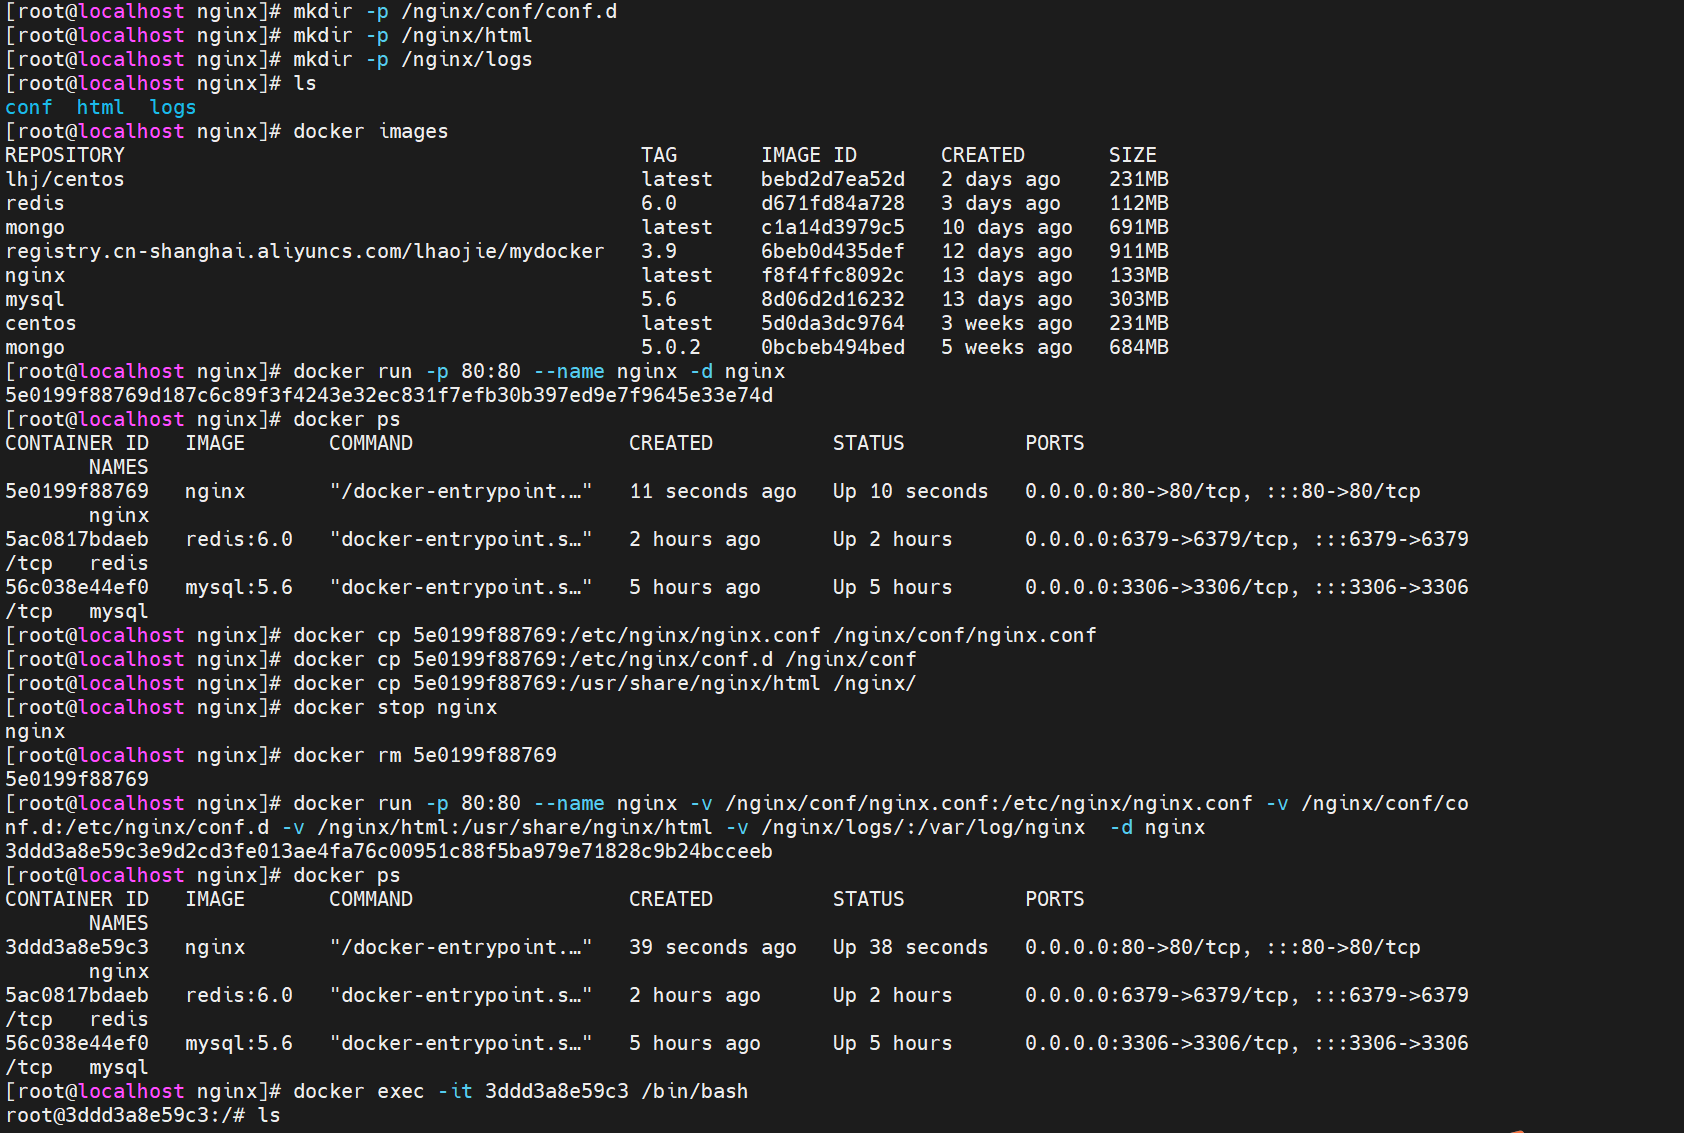 [root@localhost nginx]# mkdir -p /nginx/conf/conf.d
[root@localhost nginx]# mkdir -p /nginx/html
[root@localhost nginx]# mkdir -p /nginx/logs
[root@localhost nginx]# ls
conf  html  logs
[root@localhost nginx]# docker images
REPOSITORY                                           TAG       IMAGE ID       CREATED       SIZE
lhj/centos                                           latest    bebd2d7ea52d   2 days ago    231MB
redis                                                6.0       d671fd84a728   3 days ago    112MB
mongo                                                latest    c1a14d3979c5   10 days ago   691MB
registry.cn-shanghai.aliyuncs.com/lhaojie/mydocker   3.9       6beb0d435def   12 days ago   911MB
nginx                                                latest    f8f4ffc8092c   13 days ago   133MB
mysql                                                5.6       8d06d2d16232   13 days ago   303MB
centos                                               latest    5d0da3dc9764   3 weeks ago   231MB
mongo                                                5.0.2     0bcbeb494bed   5 weeks ago   684MB
[root@localhost nginx]# docker run -p 80:80 --name nginx -d nginx
5e0199f88769d187c6c89f3f4243e32ec831f7efb30b397ed9e7f9645e33e74d
[root@localhost nginx]# docker ps
CONTAINER ID   IMAGE       COMMAND                  CREATED          STATUS          PORTS
       NAMES
5e0199f88769   nginx       "/docker-entrypoint.…"   11 seconds ago   Up 10 seconds   0.0.0.0:80->80/tcp, :::80->80/tcp
       nginx
5ac0817bdaeb   redis:6.0   "docker-entrypoint.s…"   2 hours ago      Up 2 hours      0.0.0.0:6379->6379/tcp, :::6379->6379
/tcp   redis
56c038e44ef0   mysql:5.6   "docker-entrypoint.s…"   5 hours ago      Up 5 hours      0.0.0.0:3306->3306/tcp, :::3306->3306
/tcp   mysql
[root@localhost nginx]# docker cp 5e0199f88769:/etc/nginx/nginx.conf /nginx/conf/nginx.conf
[root@localhost nginx]# docker cp 5e0199f88769:/etc/nginx/conf.d /nginx/conf
[root@localhost nginx]# docker cp 5e0199f88769:/usr/share/nginx/html /nginx/
[root@localhost nginx]# docker stop nginx
nginx
[root@localhost nginx]# docker rm 5e0199f88769
5e0199f88769
[root@localhost nginx]# docker run -p 80:80 --name nginx -v /nginx/conf/nginx.conf:/etc/nginx/nginx.conf -v /nginx/conf/co
nf.d:/etc/nginx/conf.d -v /nginx/html:/usr/share/nginx/html -v /nginx/logs/:/var/log/nginx  -d nginx
3ddd3a8e59c3e9d2cd3fe013ae4fa76c00951c88f5ba979e71828c9b24bcceeb
[root@localhost nginx]# docker ps
CONTAINER ID   IMAGE       COMMAND                  CREATED          STATUS          PORTS
       NAMES
3ddd3a8e59c3   nginx       "/docker-entrypoint.…"   39 seconds ago   Up 38 seconds   0.0.0.0:80->80/tcp, :::80->80/tcp
       nginx
5ac0817bdaeb   redis:6.0   "docker-entrypoint.s…"   2 hours ago      Up 2 hours      0.0.0.0:6379->6379/tcp, :::6379->6379
/tcp   redis
56c038e44ef0   mysql:5.6   "docker-entrypoint.s…"   5 hours ago      Up 5 hours      0.0.0.0:3306->3306/tcp, :::3306->3306
/tcp   mysql
[root@localhost nginx]# docker exec -it 3ddd3a8e59c3 /bin/bash
root@3ddd3a8e59c3:/# ls